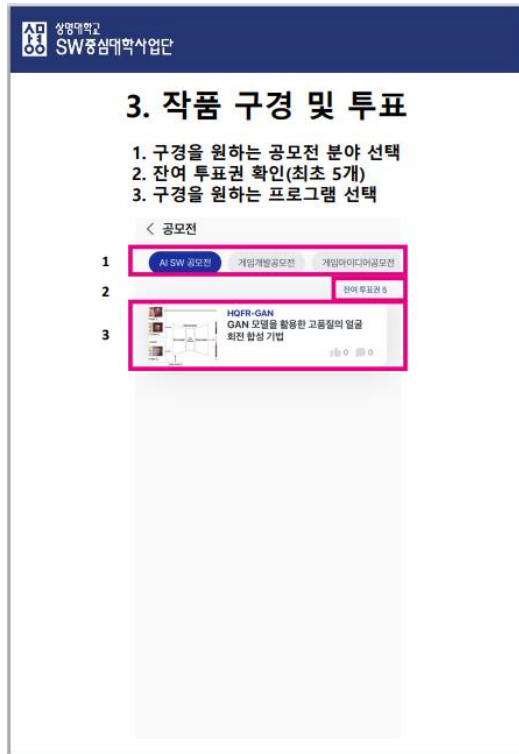 상명대학교
SW중심대학사업단
3. 작품 구경 및 투표
1. 구경을 원하는 공모전 분야 선택
2. 잔여 투표권 확인(최초 5개)
3. 구경을 원하는 프로그램 선택
공모전
1
AI SW 공모전 게임개발공모전 게임아이디어공모전
2
잔여 투표권 5
3
HQFR-GAN
GAN 모델을 활용한 고품질의 얼굴
회전 합성 기법
0 0